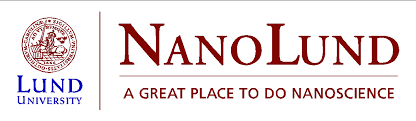 LUND
UNIVERSITY
NANOLUND
A GREAT PLACE TO DO NANOSCIENCE